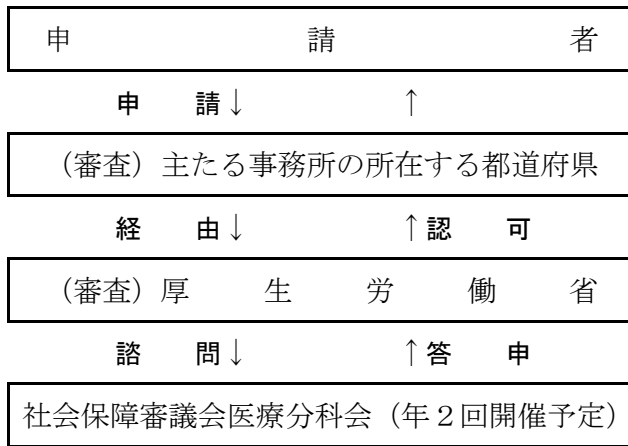 申請者
申請↓ ↑
（審査）主たる事務所の所在する都道府県
経由↓ ↑認可
（審査）厚生労働省
諮問↓ ↑答申
社会保障審議会医療分科会（年２回開催予定）